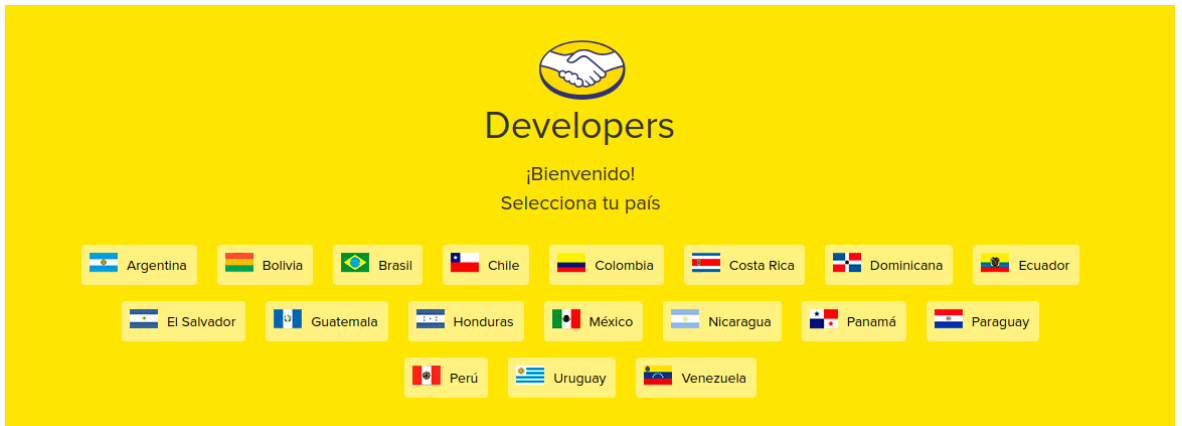 Developers
¡Bienvenido!
Selecciona tu país
Argentina Bolivia Brasil Chile Colombia Costa Rica Dominicana Ecuador
El Salvador Guatemala Honduras México Nicaragua Panamá Paraguay
Perú Uruguay Venezuela